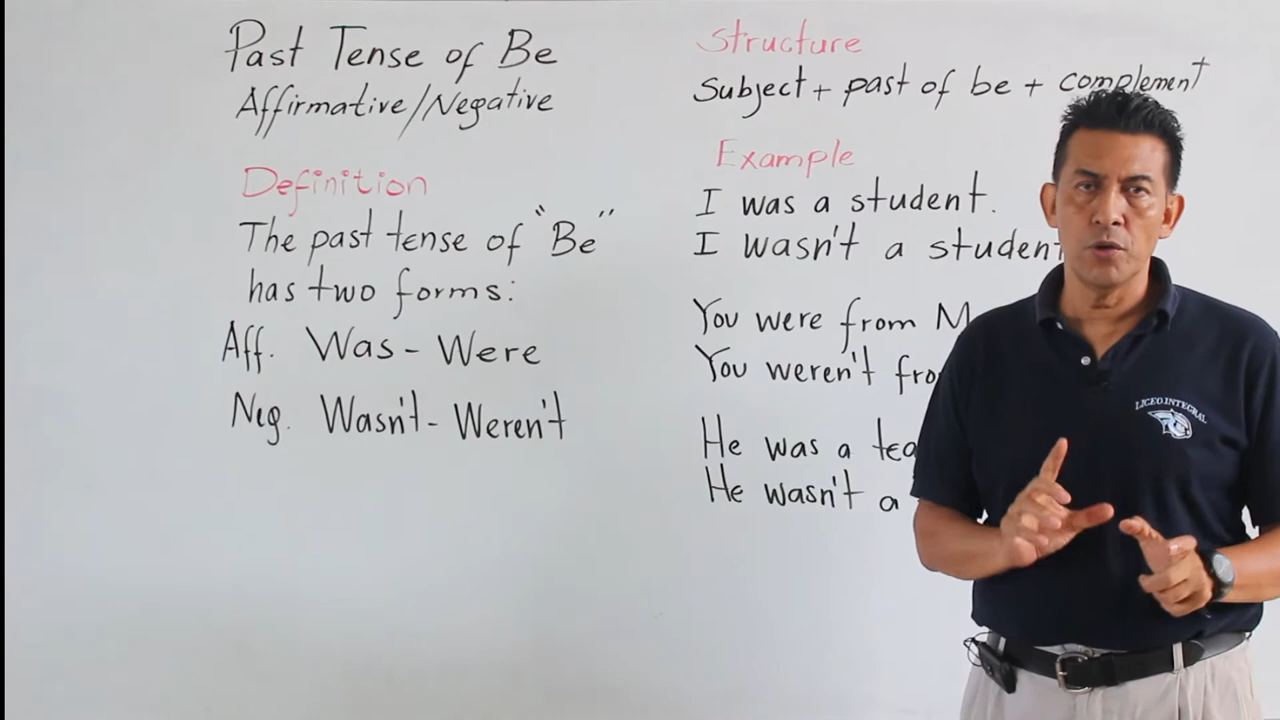 Past Tense of Be
Affirmative/Negative
Definition
The past tense of "Be"
has two forms:
Aff. Was - Were
Neg. Wasn't - Weren't
Structure
Subject + past of be + complement
Example
I was a student.
I wasn't a student
You were from M
You weren't fro
He was a tea
He wasn't a
LICEO INTEGRAL